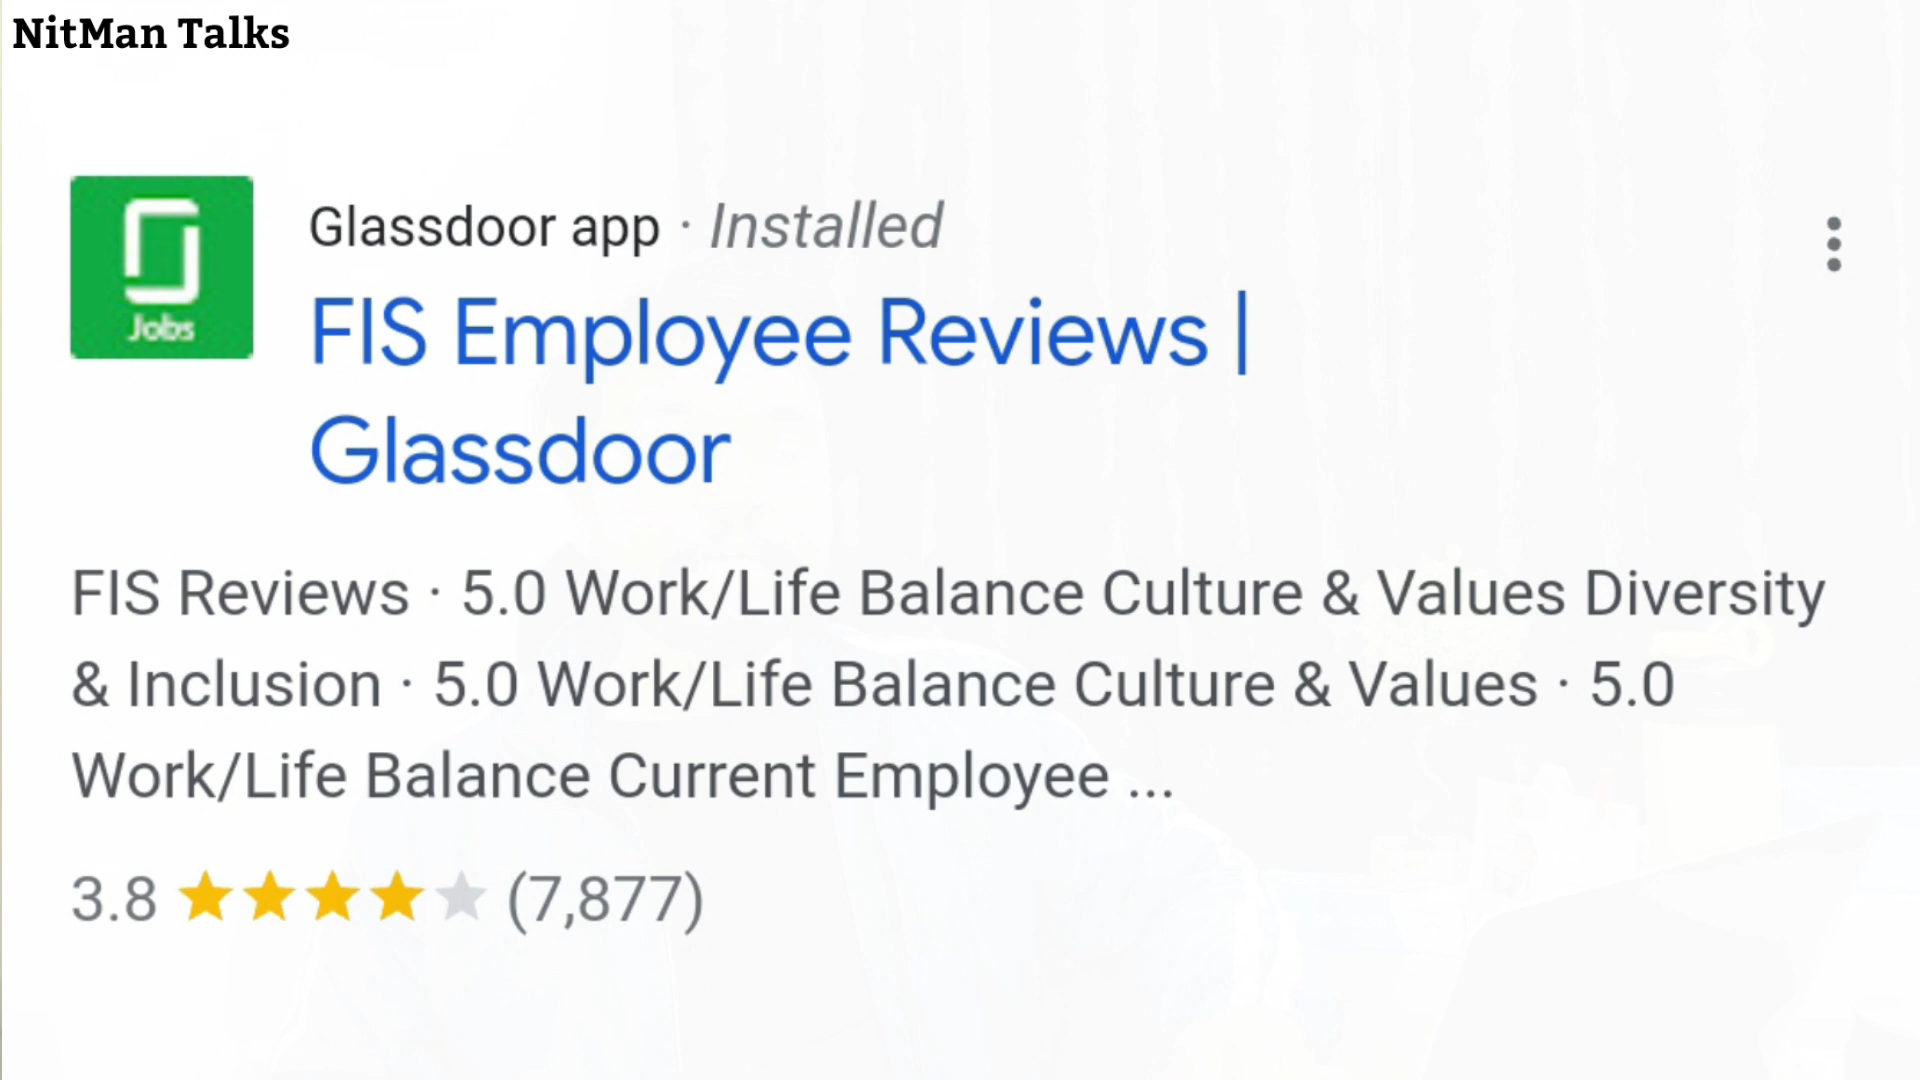 NitMan Talks
Jobs
Glassdoor app · Installed
FIS Employee Reviews |
Glassdoor
FIS Reviews · 5.0 Work/Life Balance Culture & Values Diversity
& Inclusion · 5.0 Work/Life Balance Culture & Values · 5.0
Work/Life Balance Current Employee ...
3.8 ★★★★★ (7,877)